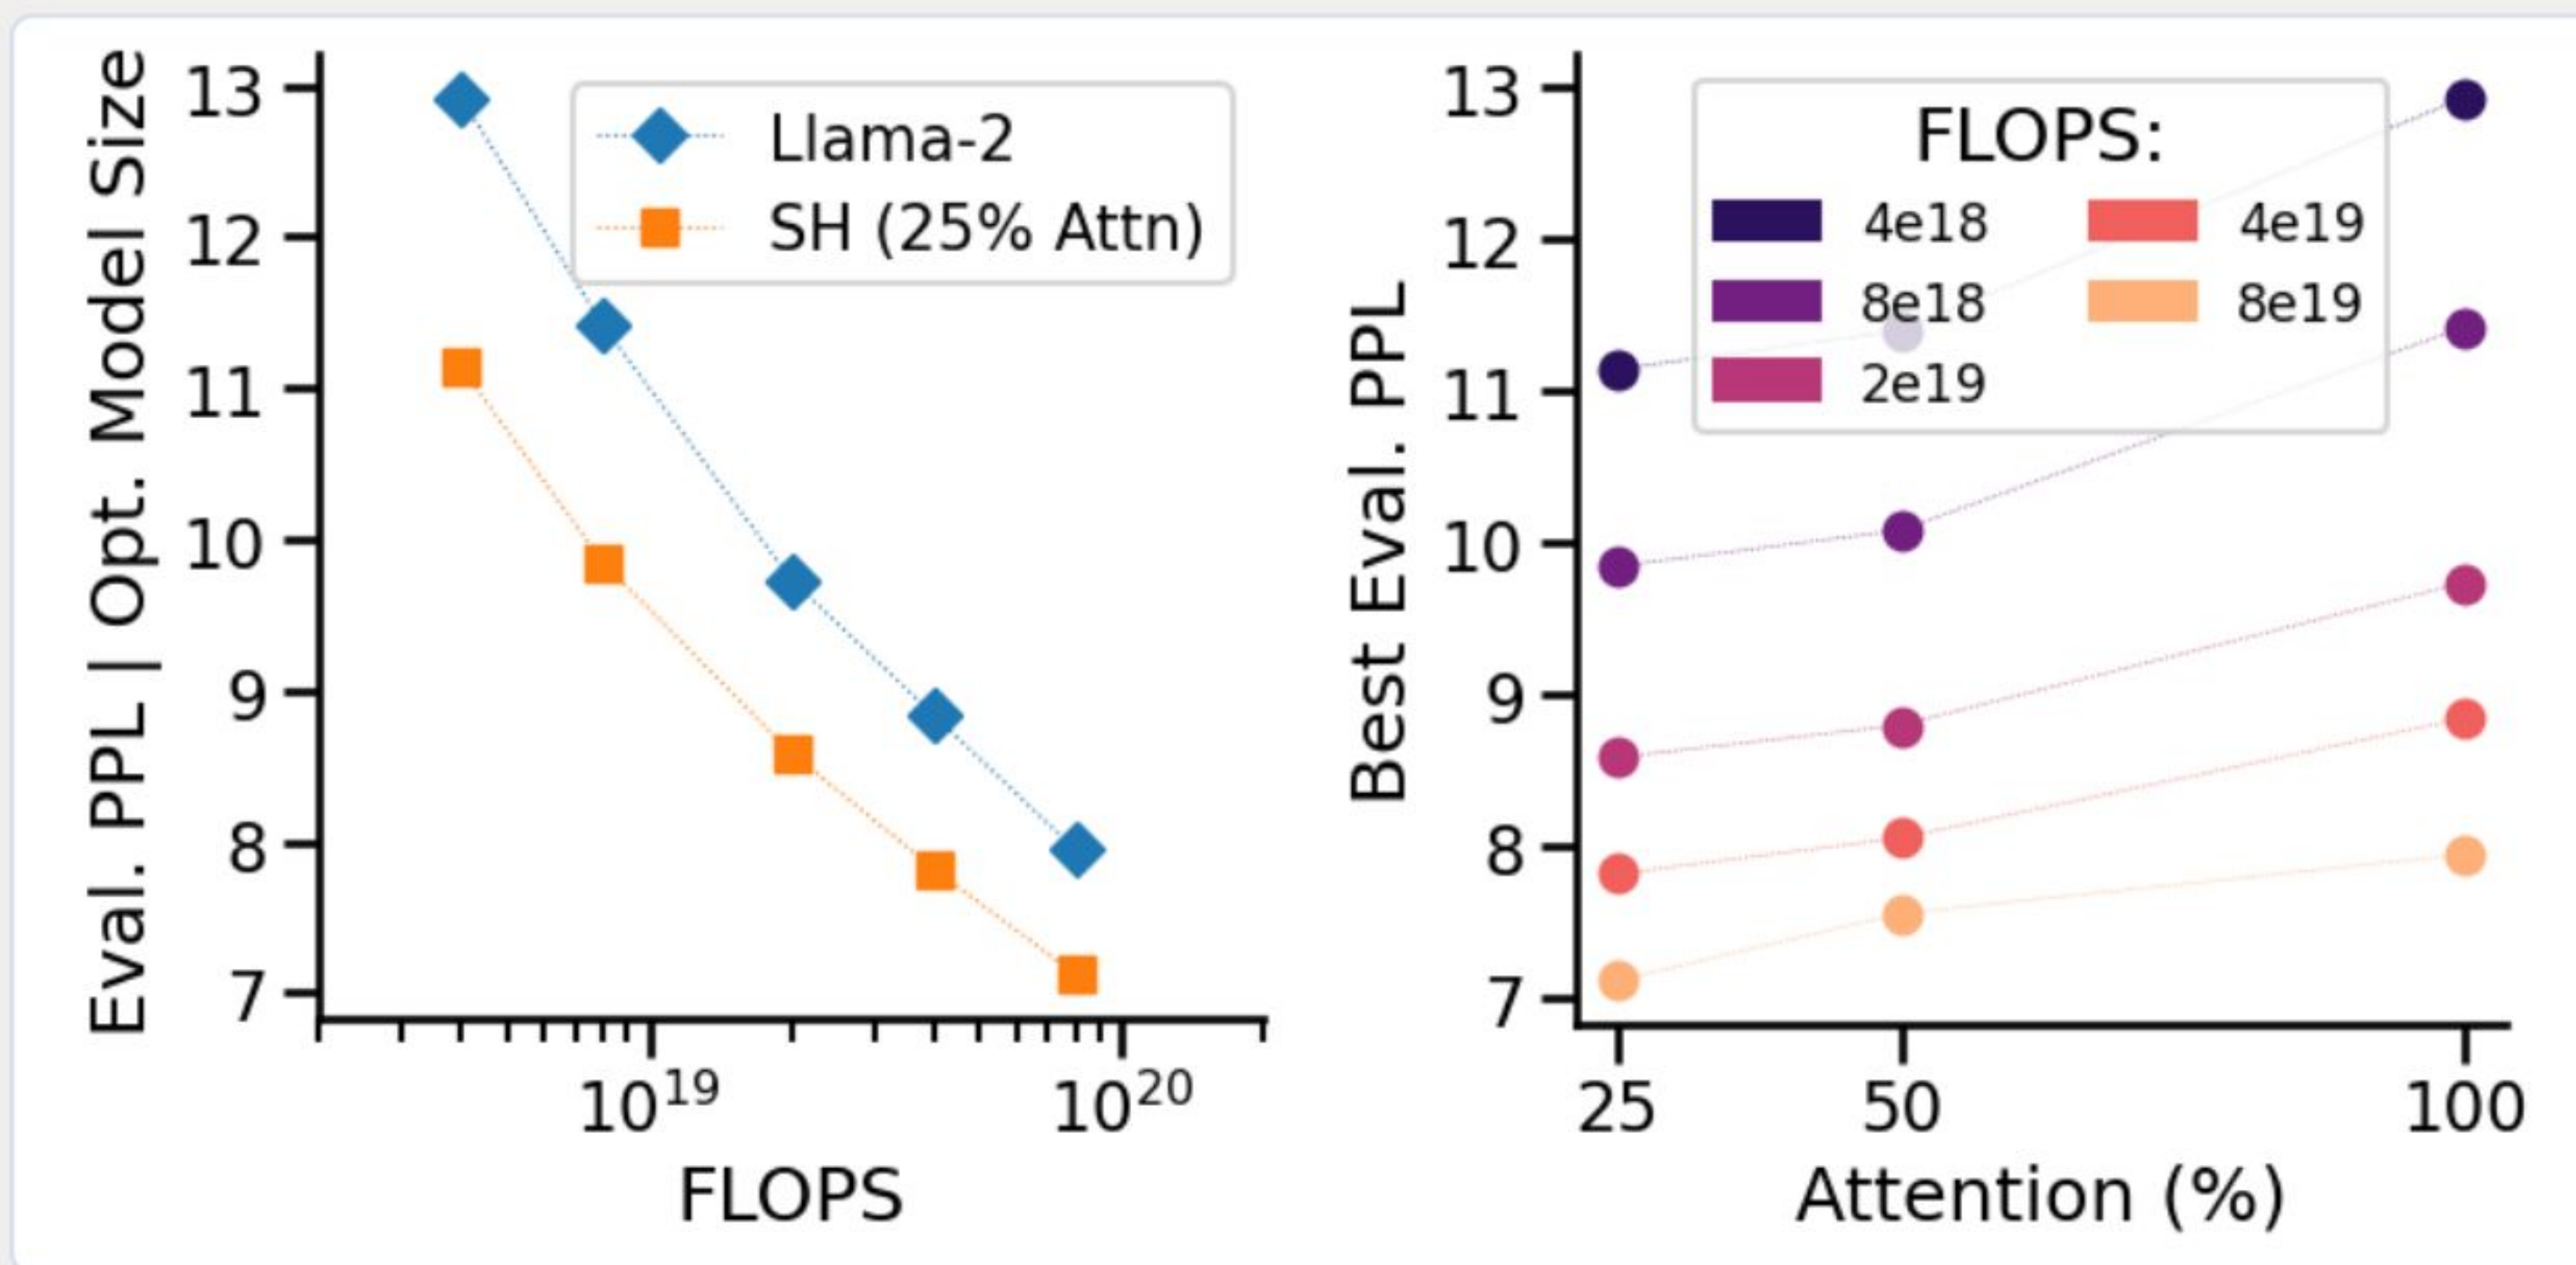 Eval. PPL | Opt. Model Size
13
12
11
10
9
8
7
Llama-2
SH (25% Attn)
10^19
10^20
FLOPS
Best Eval. PPL
13
12
11
10
9
8
7
FLOPS:
4e18
8e18
2e19
4e19
8e19
25
50
100
Attention (%)